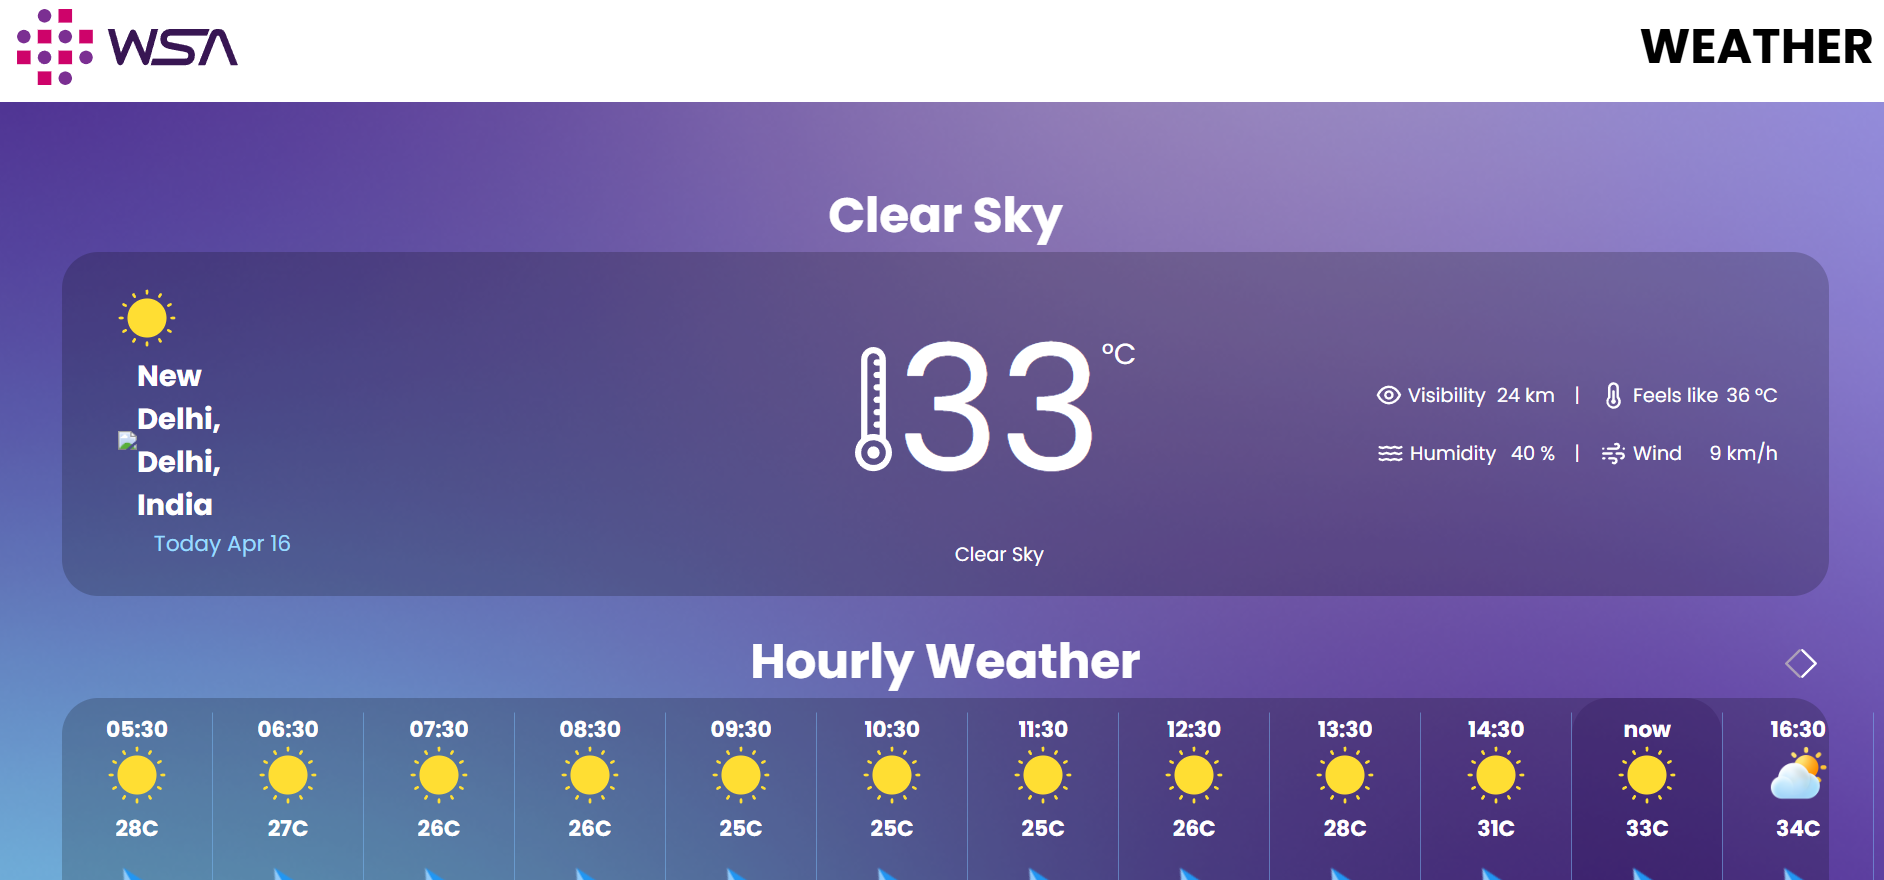 WSA
WEATHER
Clear Sky
New
Delhi,
Delhi,
India
Today Apr 16
33 °C
Clear Sky
Visibility 24 km | Feels like 36 °C
Humidity 40 % | Wind 9 km/h
Hourly Weather
05:30 06:30 07:30 08:30 09:30 10:30 11:30 12:30 13:30 14:30 now 16:30
28C 27C 26C 26C 25C 25C 25C 26C 28C 31C 33C 34C